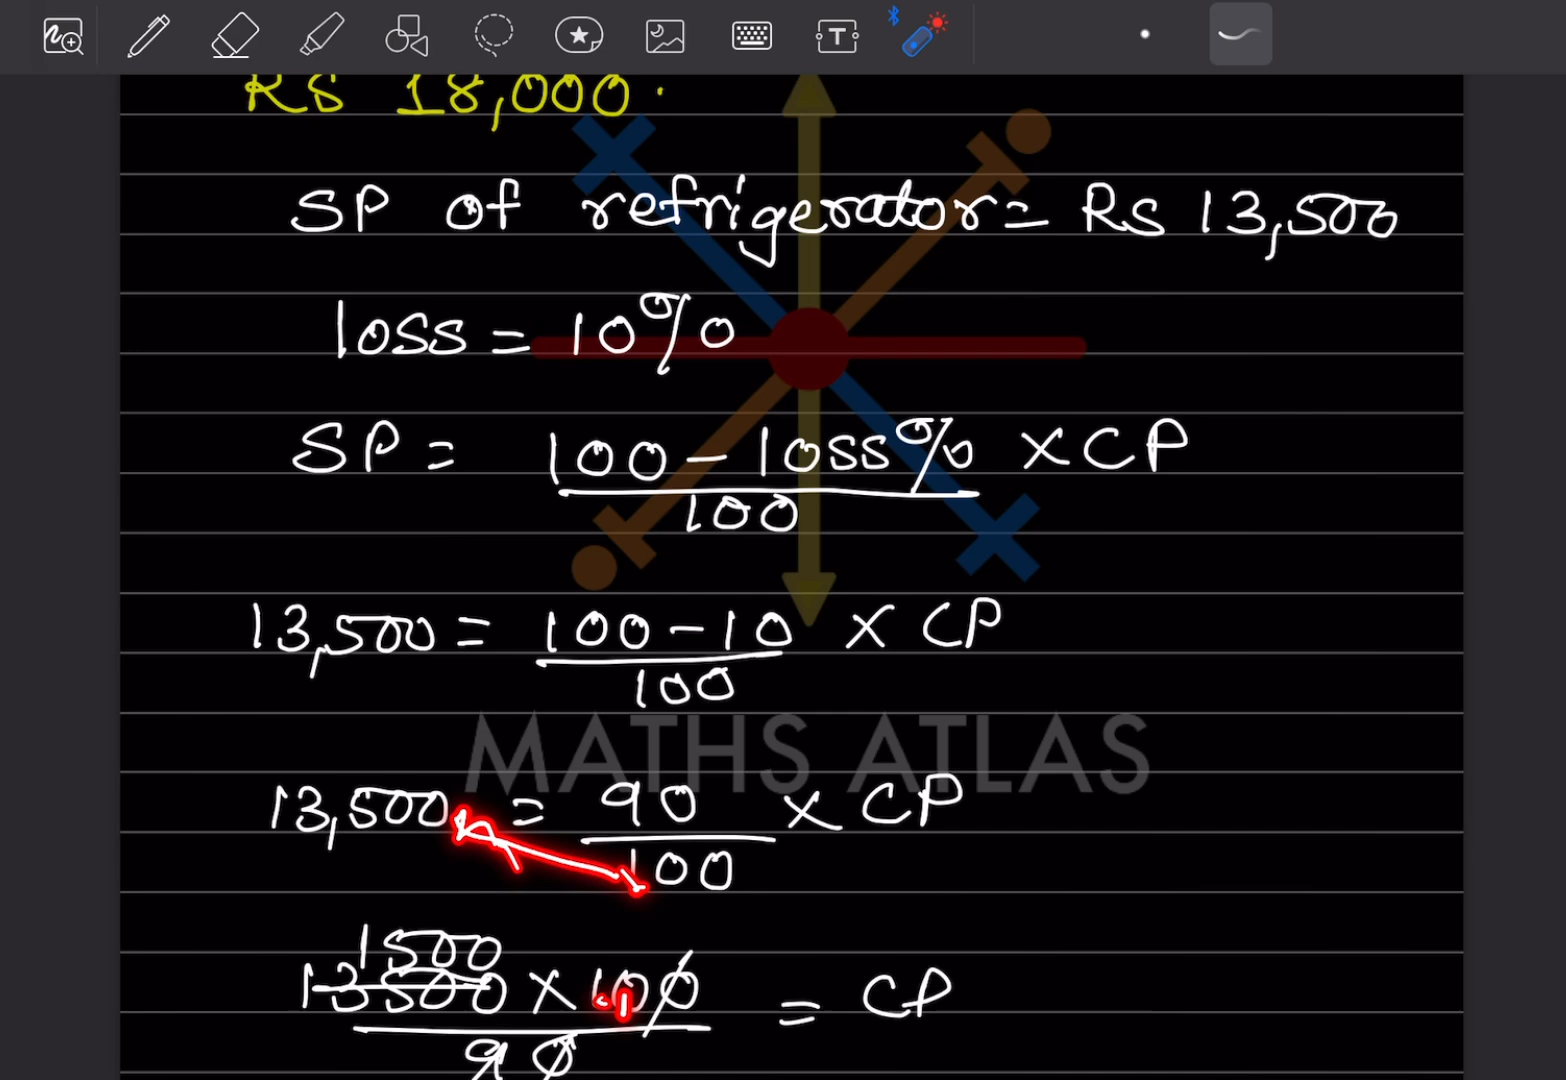 Rs 18,000.
SP of refrigerator = Rs 13,500
loss = 10%
SP = 100 - loss% × CP
100
13,500 = 100 - 10 × CP
100
MATHS ATLAS
13,500 = 90 × CP
100
1500
13500 × 100 = CP
90